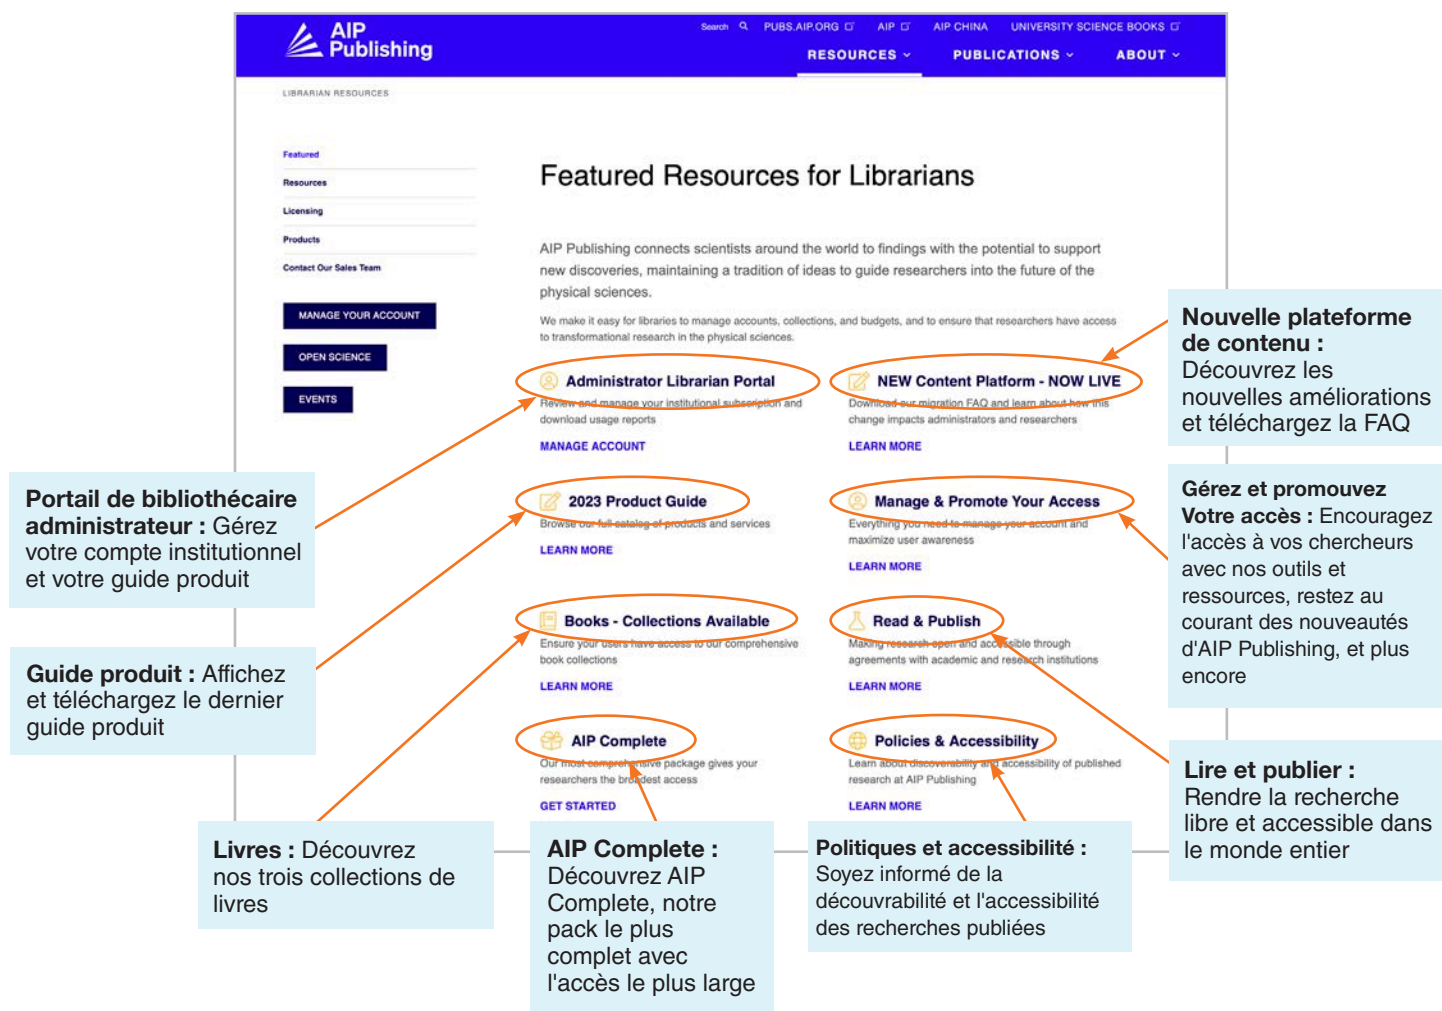 AIP
Publishing
Search
PUBS.AIP.ORG
AIP
AIP CHINA
UNIVERSITY SCIENCE BOOKS
RESOURCES
PUBLICATIONS
ABOUT
LIBRARIAN RESOURCES
Featured
Resources
Licensing
Products
Contact Our Sales Team
MANAGE YOUR ACCOUNT
OPEN SCIENCE
EVENTS
Featured Resources for Librarians
AIP Publishing connects scientists around the world to findings with the potential to support
new discoveries, maintaining a tradition of ideas to guide researchers into the future of the
physical sciences.
We make it easy for libraries to manage accounts, collections, and budgets, and to ensure that researchers have access
to transformational research in the physical sciences.
Administrator Librarian Portal
Review and manage your institutional subscription and
download usage reports
MANAGE ACCOUNT
NEW Content Platform - NOW LIVE
Download our migration FAQ and learn about how this
change impacts administrators and researchers
LEARN MORE
2023 Product Guide
Browse our full catalog of products and services
LEARN MORE
Manage & Promote Your Access
Everything you need to manage your account and
maximize user awareness
LEARN MORE
Books - Collections Available
Ensure your users have access to our comprehensive
book collections
LEARN MORE
Read & Publish
Making research open and accessible through
agreements with academic and research institutions
LEARN MORE
AIP Complete
Our most comprehensive package gives your
researchers the broadest access
GET STARTED
Policies & Accessibility
Learn about discoverability and accessibility of published
research at AIP Publishing
LEARN MORE
Portail de bibliothécaire
administrateur : Gérez
votre compte institutionnel
et votre guide produit
Guide produit : Affichez
et téléchargez le dernier
guide produit
Livres : Découvrez
nos trois collections de
livres
AIP Complete :
Découvrez AIP
Complete, notre
pack le plus
complet avec
l'accès le plus large
Politiques et accessibilité :
Soyez informé de la
découvrabilité et l'accessibilité
des recherches publiées
Nouvelle plateforme
de contenu :
Découvrez les
nouvelles améliorations
et téléchargez la FAQ
Gérez et promouvez
Votre accès : Encouragez
l'accès à vos chercheurs
avec nos outils et
ressources, restez au
courant des nouveautés
d'AIP Publishing, et plus
encore
Lire et publier :
Rendre la recherche
libre et accessible dans
le monde entier